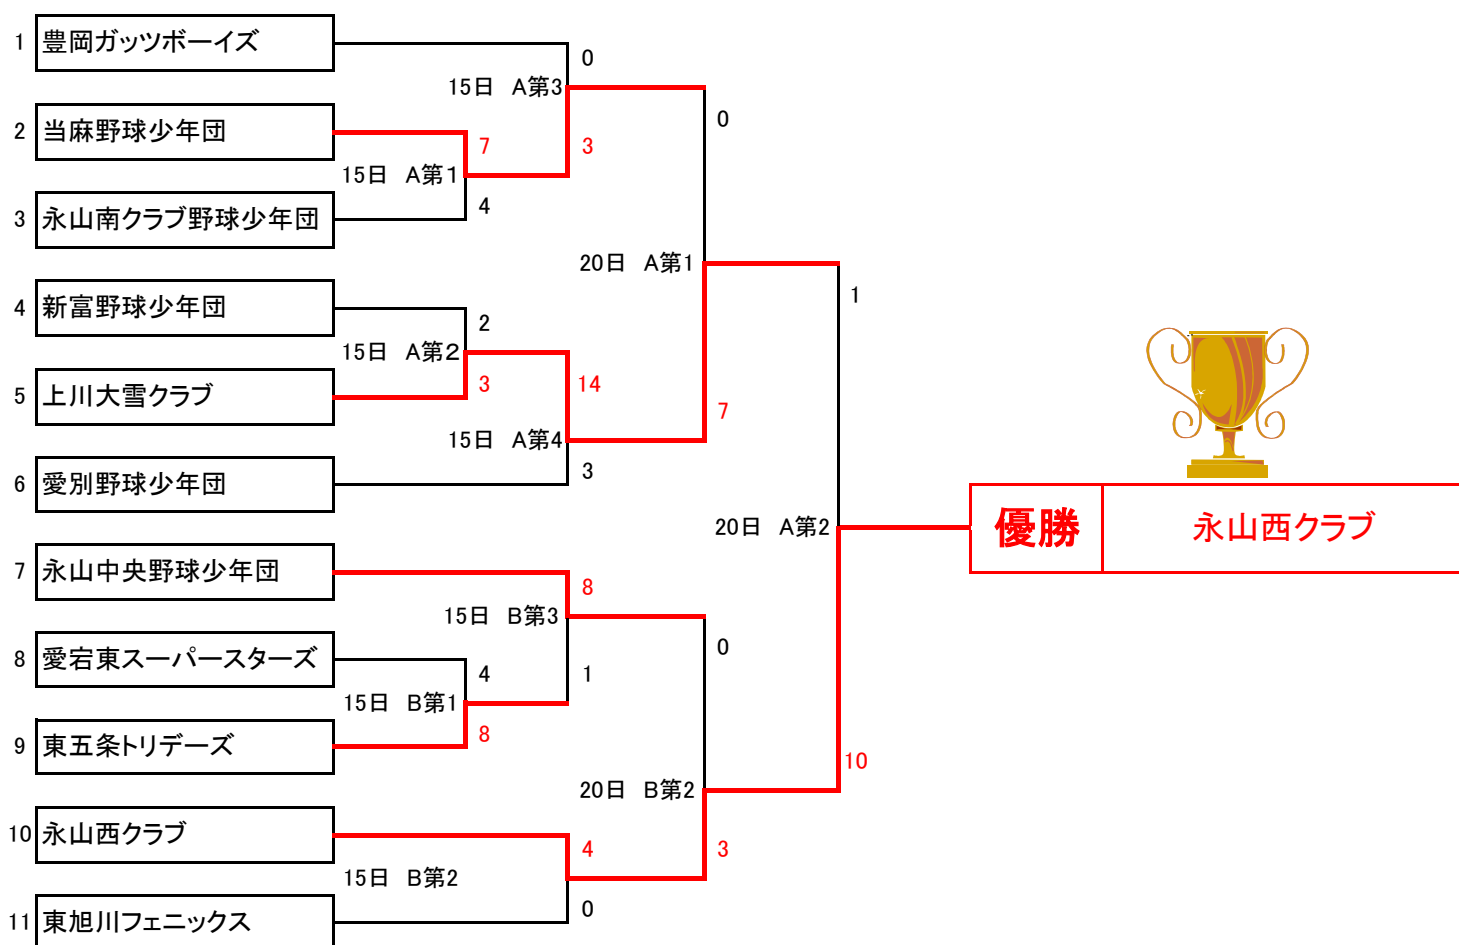 1 豊岡ガッツボーイズ
0
15日 A第3
2 当麻野球少年団
7
3
0
15日 A第1
3 永山南クラブ野球少年団
4
20日 A第1
4 新富野球少年団
2
1
15日 A第2
5 上川大雪クラブ
3
14
7
15日 A第4
6 愛別野球少年団
3
20日 A第2
優勝 永山西クラブ
7 永山中央野球少年団
8
15日 B第3
0
8 愛宕東スーパースターズ
4
1
15日 B第1
9 東五条トリデーズ
8
10
20日 B第2
10 永山西クラブ
4
3
15日 B第2
11 東旭川フェニックス
0